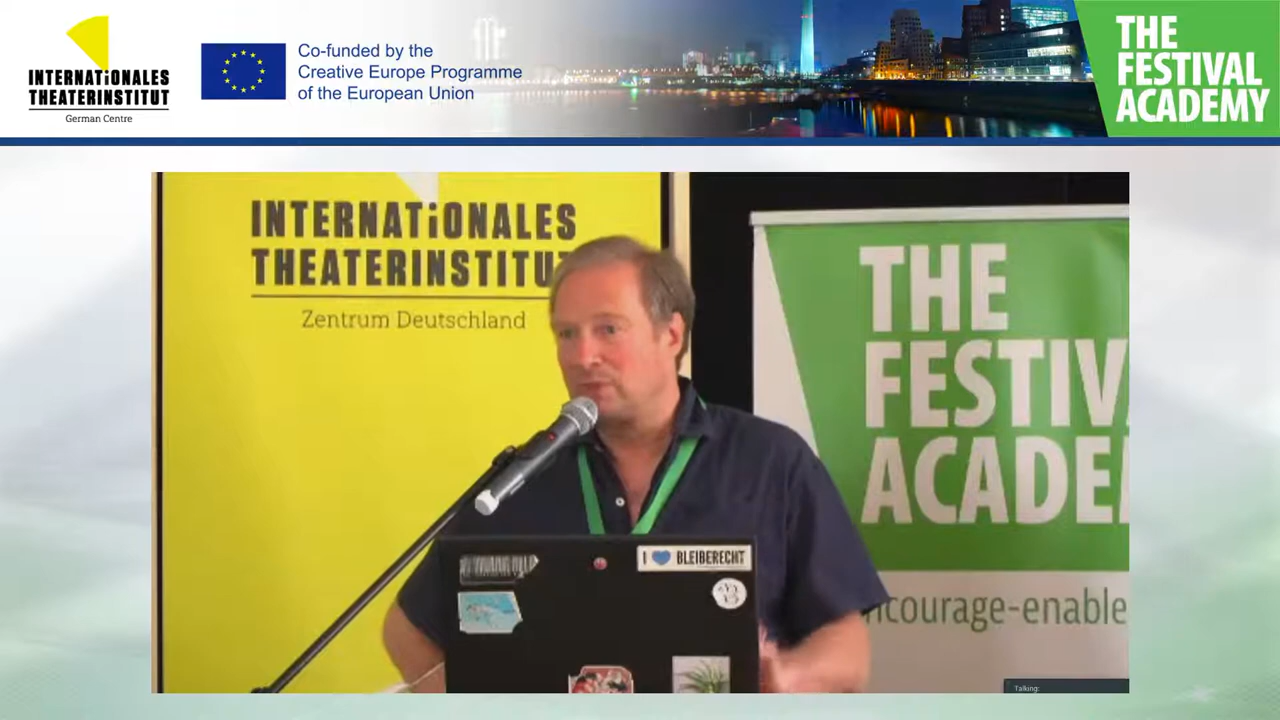 INTERNATiONALES
THEATERINSTITUT
German Centre
Co-funded by the
Creative Europe Programme
of the European Union
THE
FESTIVAL
ACADEMY
INTERNATiONALES
THEATERINSTITU
Zentrum Deutschland
THE
FESTIV
ACADE
ncourage-enable
I BLEIBERECHT
Talking: